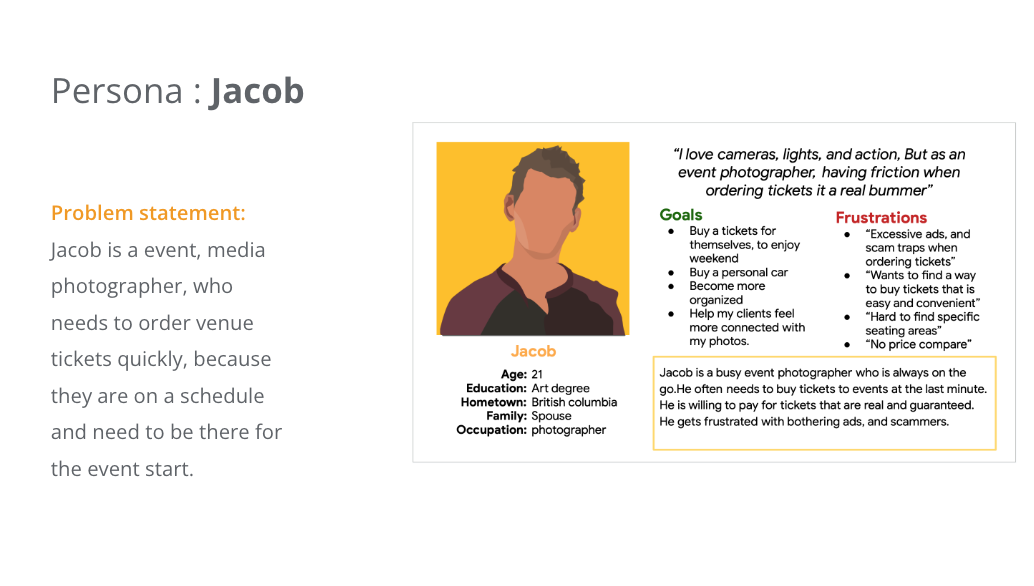 Persona : Jacob
Problem statement:
Jacob is a event, media
photographer, who
needs to order venue
tickets quickly, because
they are on a schedule
and need to be there for
the event start.
Jacob
Age: 21
Education: Art degree
Hometown: British columbia
Family: Spouse
Occupation: photographer
“I love cameras, lights, and action, But as an
event photographer, having friction when
ordering tickets it a real bummer”
Goals
● Buy a tickets for
themselves, to enjoy
weekend
● Buy a personal car
● Become more
organized
● Help my clients feel
more connected with
my photos.
Frustrations
● “Excessive ads, and
scam traps when
ordering tickets”
● “Wants to find a way
to buy tickets that is
easy and convenient”
● “Hard to find specific
seating areas”
● “No price compare”
Jacob is a busy event photographer who is always on the
go.He often needs to buy tickets to events at the last minute.
He is willing to pay for tickets that are real and guaranteed.
He gets frustrated with bothering ads, and scammers.